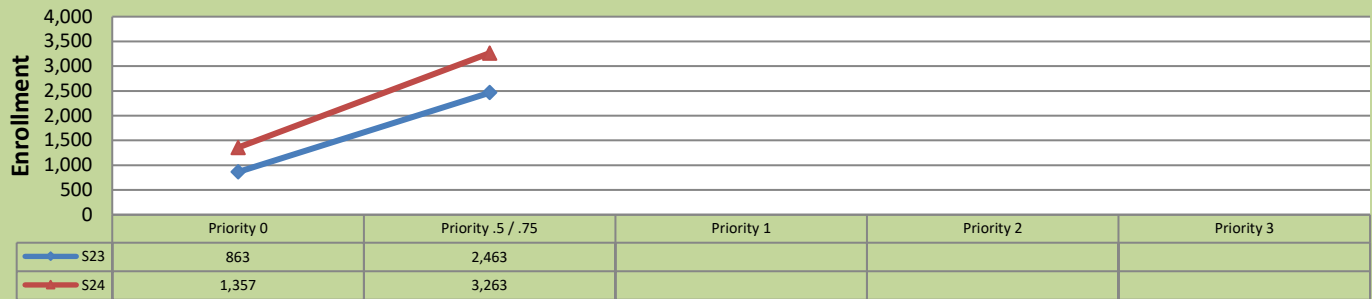 4,000
3,500
3,000
2,500
2,000
1,500
1,000
500
0
Enrollment
Priority 0 Priority .5 / .75 Priority 1 Priority 2 Priority 3
S23 863 2,463
S24 1,357 3,263